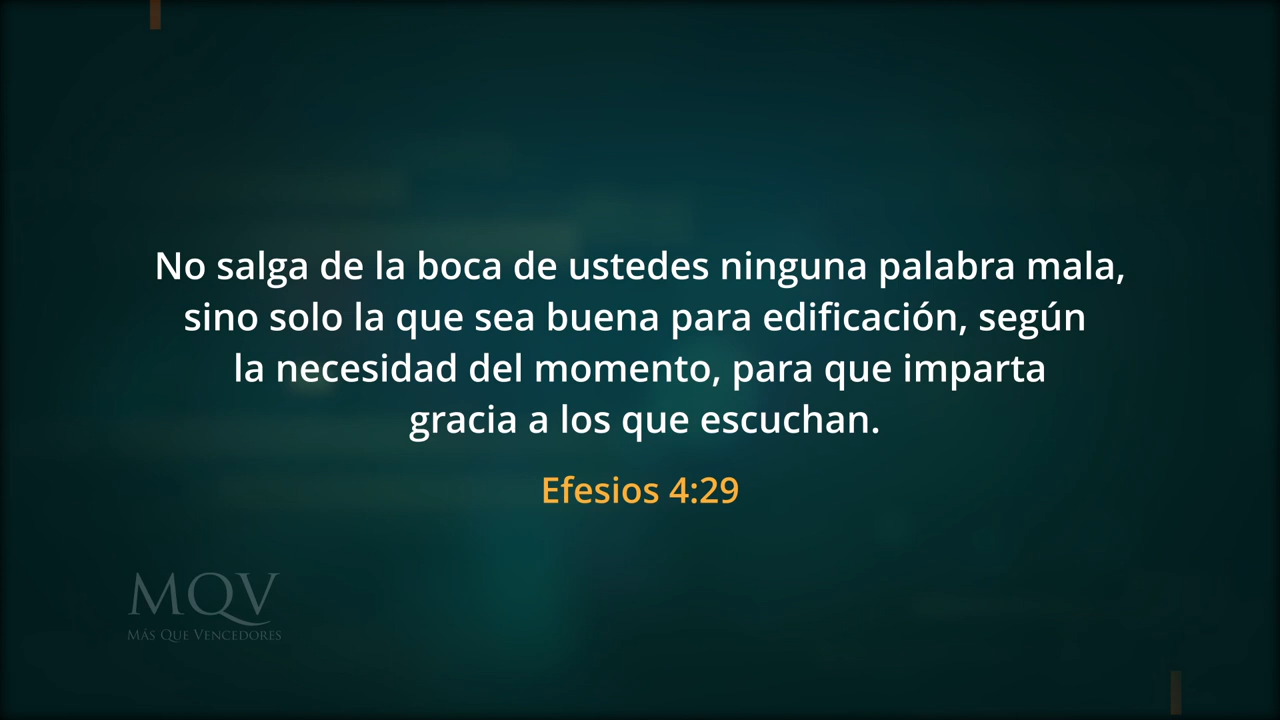 No salga de la boca de ustedes ninguna palabra mala,
sino solo la que sea buena para edificación, según
la necesidad del momento, para que imparta
gracia a los que escuchan.
Efesios 4:29
MQV
MÁS QUE VENCEDORES